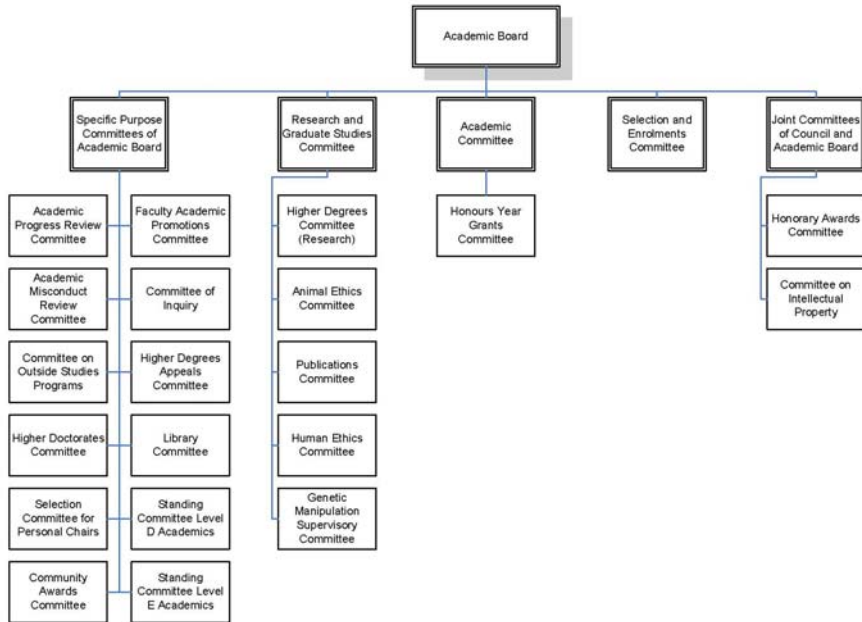 Academic Board
Specific Purpose
Committees of
Academic Board
Research and
Graduate Studies
Committee
Academic
Committee
Selection and
Enrolments
Committee
Joint Committees
of Council and
Academic Board
Academic
Progress Review
Committee
Faculty Academic
Promotions
Committee
Academic
Misconduct
Review
Committee
Committee of
Inquiry
Committee on
Outside Studies
Programs
Higher Degrees
Appeals
Committee
Higher Doctorates
Committee
Library
Committee
Selection
Committee for
Personal Chairs
Standing
Committee Level
D Academics
Community
Awards
Committee
Standing
Committee Level
E Academics
Higher Degrees
Committee
(Research)
Animal Ethics
Committee
Publications
Committee
Human Ethics
Committee
Genetic
Manipulation
Supervisory
Committee
Honours Year
Grants
Committee
Honorary Awards
Committee
Committee on
Intellectual
Property